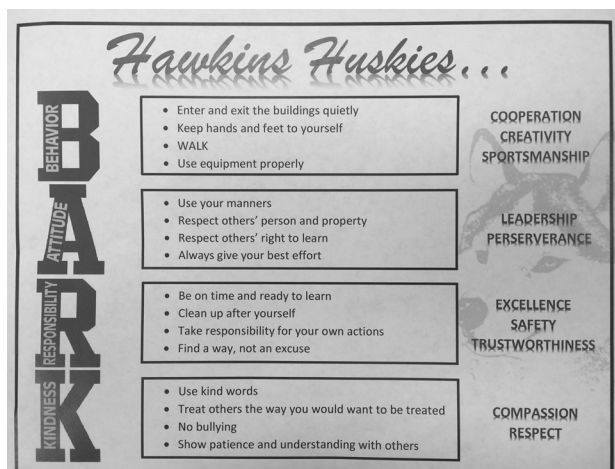 Hawkins Huskies...
BEHAVIOR
B
• Enter and exit the buildings quietly
• Keep hands and feet to yourself
• WALK
• Use equipment properly
COOPERATION
CREATIVITY
SPORTSMANSHIP
ATTITUDE
A
• Use your manners
• Respect others' person and property
• Respect others' right to learn
• Always give your best effort
LEADERSHIP
PERSERVERANCE
RESPONSIBILITY
R
• Be on time and ready to learn
• Clean up after yourself
• Take responsibility for your own actions
• Find a way, not an excuse
EXCELLENCE
SAFETY
TRUSTWORTHINESS
KINDNESS
K
• Use kind words
• Treat others the way you would want to be treated
• No bullying
• Show patience and understanding with others
COMPASSION
RESPECT